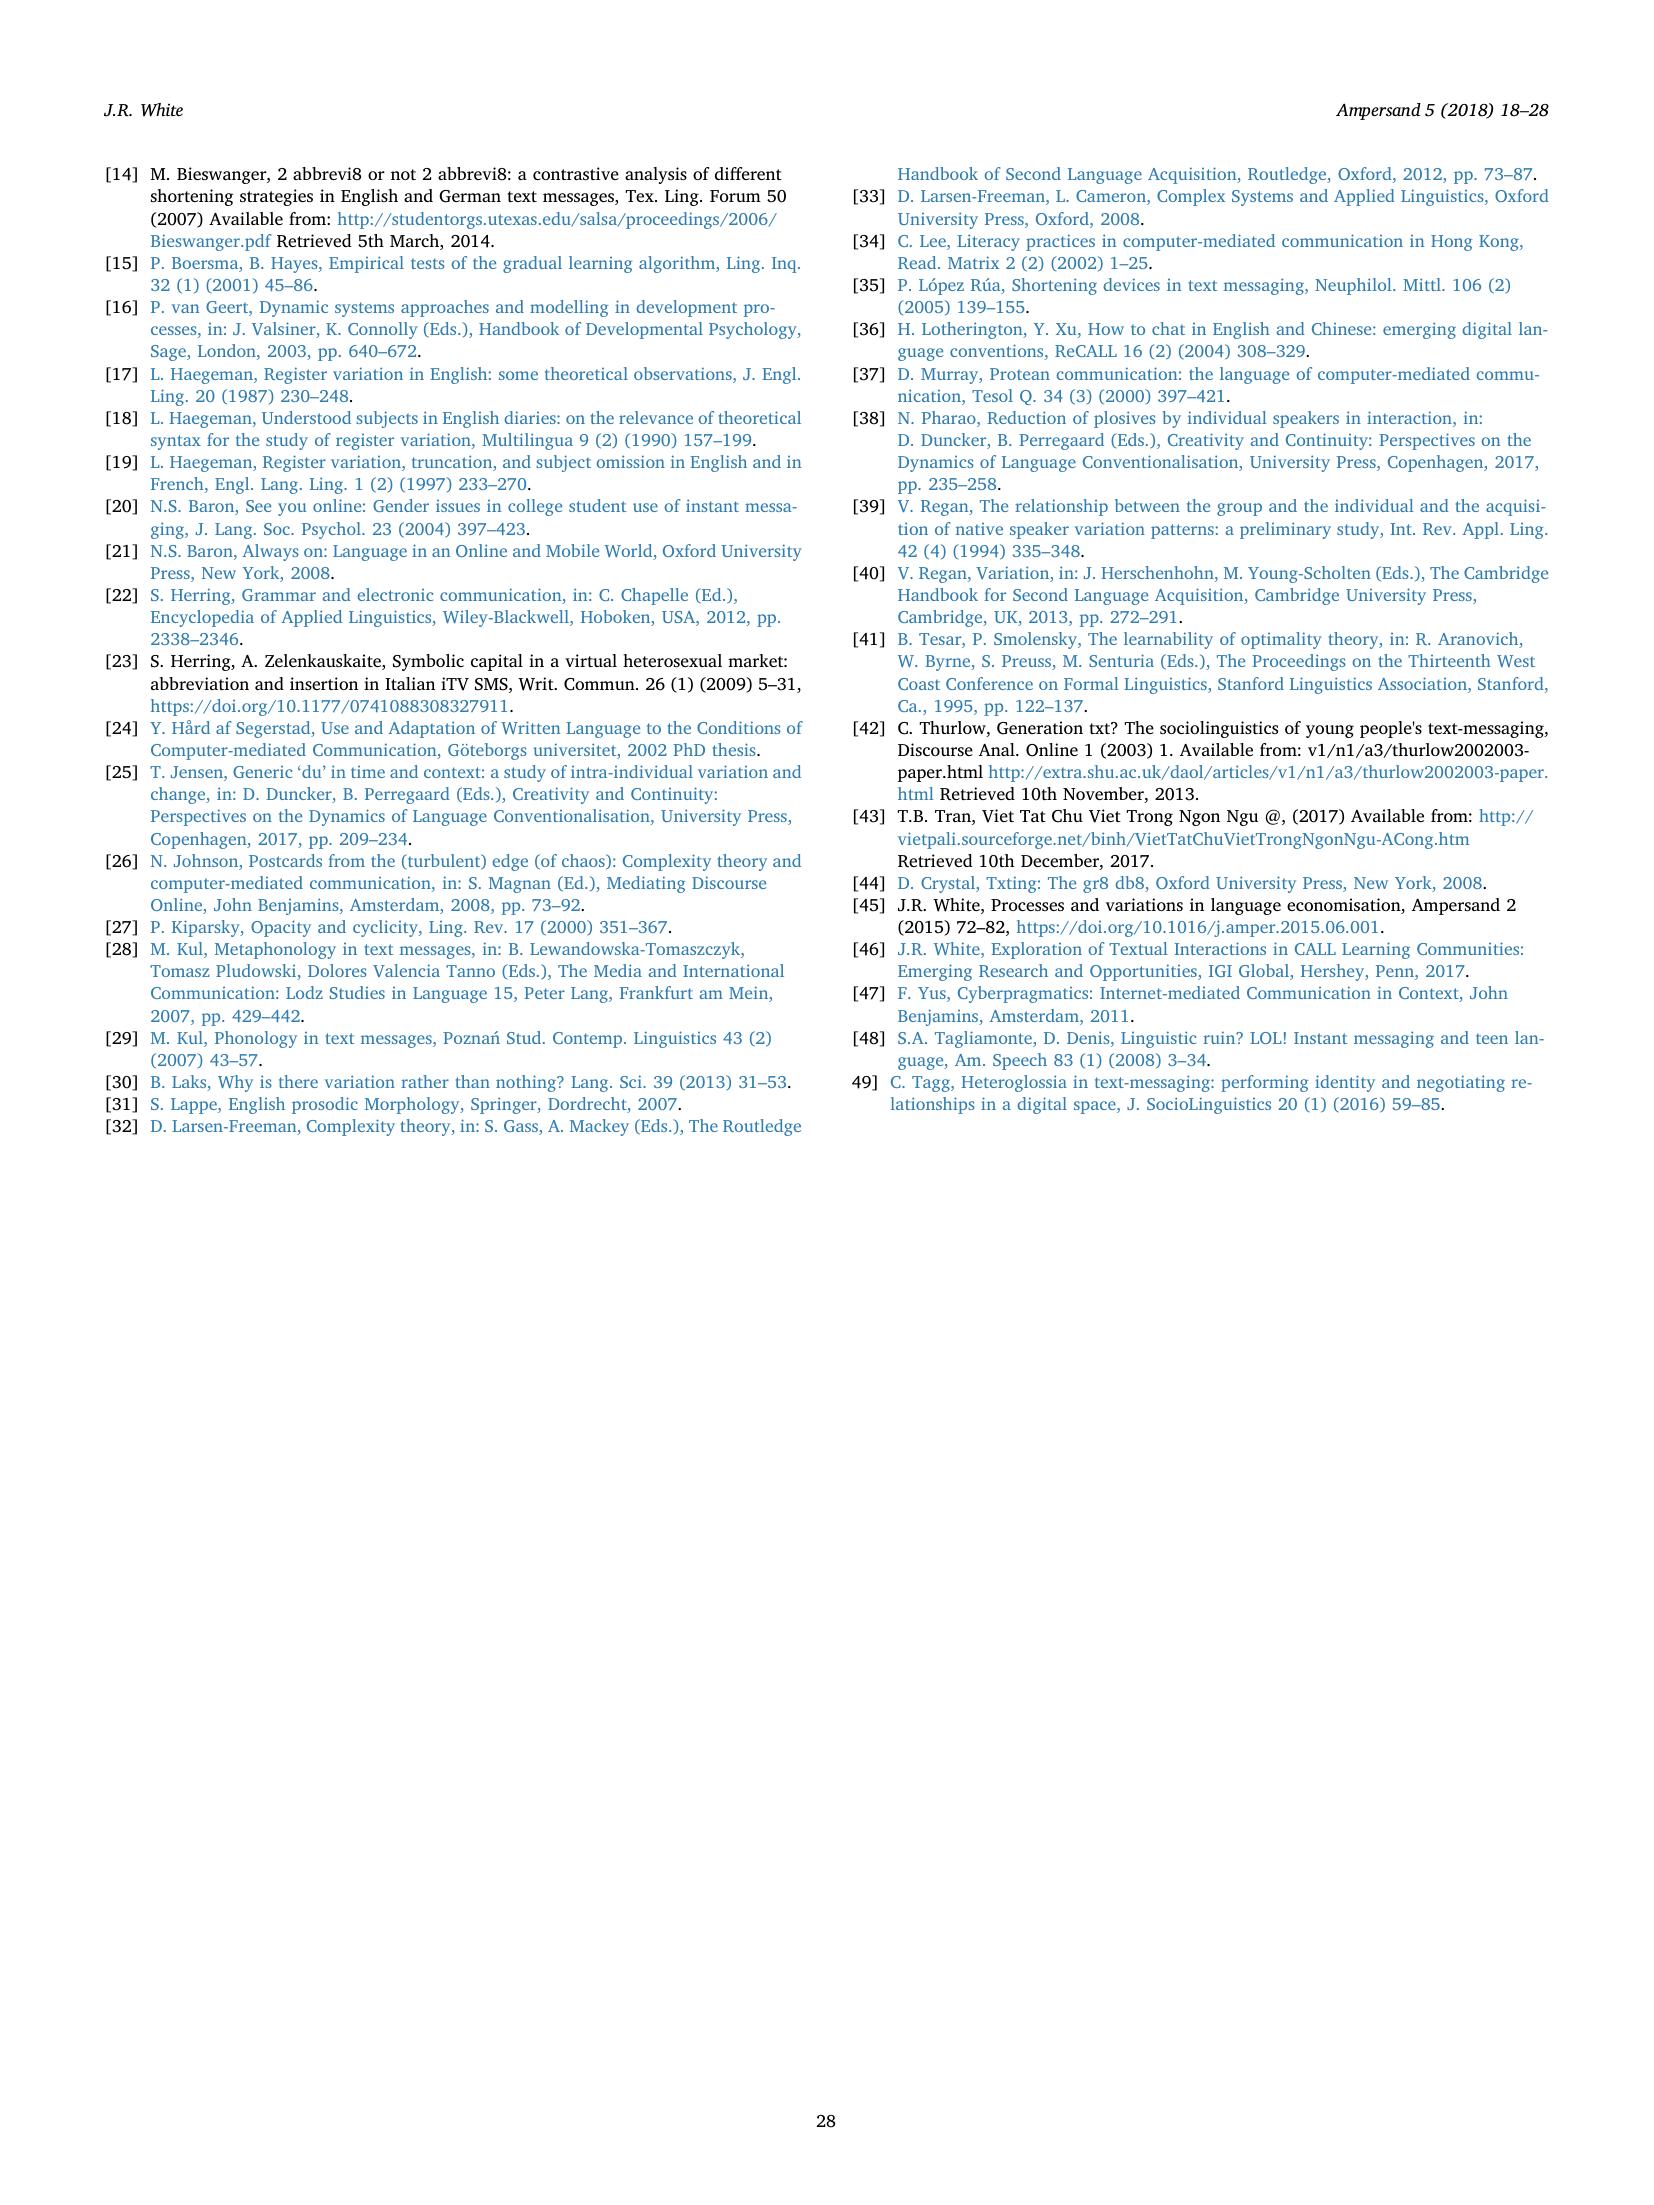 J.R. White
Ampersand 5 (2018) 18–28
[14] M. Bieswanger, 2 abbrevi8 or not 2 abbrevi8: a contrastive analysis of different
shortening strategies in English and German text messages, Tex. Ling. Forum 50
(2007) Available from: http://studentorgs.utexas.edu/salsa/proceedings/2006/
Bieswanger.pdf Retrieved 5th March, 2014.
[15] P. Boersma, B. Hayes, Empirical tests of the gradual learning algorithm, Ling. Inq.
32 (1) (2001) 45–86.
[16] P. van Geert, Dynamic systems approaches and modelling in development pro-
cesses, in: J. Valsiner, K. Connolly (Eds.), Handbook of Developmental Psychology,
Sage, London, 2003, pp. 640–672.
[17] L. Haegeman, Register variation in English: some theoretical observations, J. Engl.
Ling. 20 (1987) 230–248.
[18] L. Haegeman, Understood subjects in English diaries: on the relevance of theoretical
syntax for the study of register variation, Multilingua 9 (2) (1990) 157–199.
[19] L. Haegeman, Register variation, truncation, and subject omission in English and in
French, Engl. Lang. Ling. 1 (2) (1997) 233–270.
[20] N.S. Baron, See you online: Gender issues in college student use of instant messa-
ging, J. Lang. Soc. Psychol. 23 (2004) 397–423.
[21] N.S. Baron, Always on: Language in an Online and Mobile World, Oxford University
Press, New York, 2008.
[22] S. Herring, Grammar and electronic communication, in: C. Chapelle (Ed.),
Encyclopedia of Applied Linguistics, Wiley-Blackwell, Hoboken, USA, 2012, pp.
2338–2346.
[23] S. Herring, A. Zelenkauskaite, Symbolic capital in a virtual heterosexual market:
abbreviation and insertion in Italian iTV SMS, Writ. Commun. 26 (1) (2009) 5–31,
https://doi.org/10.1177/0741088308327911.
[24] Y. Hård af Segerstad, Use and Adaptation of Written Language to the Conditions of
Computer-mediated Communication, Göteborgs universitet, 2002 PhD thesis.
[25] T. Jensen, Generic ‘du’ in time and context: a study of intra-individual variation and
change, in: D. Duncker, B. Perregaard (Eds.), Creativity and Continuity:
Perspectives on the Dynamics of Language Conventionalisation, University Press,
Copenhagen, 2017, pp. 209–234.
[26] N. Johnson, Postcards from the (turbulent) edge (of chaos): Complexity theory and
computer-mediated communication, in: S. Magnan (Ed.), Mediating Discourse
Online, John Benjamins, Amsterdam, 2008, pp. 73–92.
[27] P. Kiparsky, Opacity and cyclicity, Ling. Rev. 17 (2000) 351–367.
[28] M. Kul, Metaphonology in text messages, in: B. Lewandowska-Tomaszczyk,
Tomasz Pludowski, Dolores Valencia Tanno (Eds.), The Media and International
Communication: Lodz Studies in Language 15, Peter Lang, Frankfurt am Mein,
2007, pp. 429–442.
[29] M. Kul, Phonology in text messages, Poznań Stud. Contemp. Linguistics 43 (2)
(2007) 43–57.
[30] B. Laks, Why is there variation rather than nothing? Lang. Sci. 39 (2013) 31–53.
[31] S. Lappe, English prosodic Morphology, Springer, Dordrecht, 2007.
[32] D. Larsen-Freeman, Complexity theory, in: S. Gass, A. Mackey (Eds.), The Routledge
Handbook of Second Language Acquisition, Routledge, Oxford, 2012, pp. 73–87.
[33] D. Larsen-Freeman, L. Cameron, Complex Systems and Applied Linguistics, Oxford
University Press, Oxford, 2008.
[34] C. Lee, Literacy practices in computer-mediated communication in Hong Kong,
Read. Matrix 2 (2) (2002) 1–25.
[35] P. López Rúa, Shortening devices in text messaging, Neuphilol. Mittl. 106 (2)
(2005) 139–155.
[36] H. Lotherington, Y. Xu, How to chat in English and Chinese: emerging digital lan-
guage conventions, ReCALL 16 (2) (2004) 308–329.
[37] D. Murray, Protean communication: the language of computer-mediated commu-
nication, Tesol Q. 34 (3) (2000) 397–421.
[38] N. Pharao, Reduction of plosives by individual speakers in interaction, in:
D. Duncker, B. Perregaard (Eds.), Creativity and Continuity: Perspectives on the
Dynamics of Language Conventionalisation, University Press, Copenhagen, 2017,
pp. 235–258.
[39] V. Regan, The relationship between the group and the individual and the acquisi-
tion of native speaker variation patterns: a preliminary study, Int. Rev. Appl. Ling.
42 (4) (1994) 335–348.
[40] V. Regan, Variation, in: J. Herschenhohn, M. Young-Scholten (Eds.), The Cambridge
Handbook for Second Language Acquisition, Cambridge University Press,
Cambridge, UK, 2013, pp. 272–291.
[41] B. Tesar, P. Smolensky, The learnability of optimality theory, in: R. Aranovich,
W. Byrne, S. Preuss, M. Senturia (Eds.), The Proceedings on the Thirteenth West
Coast Conference on Formal Linguistics, Stanford Linguistics Association, Stanford,
Ca., 1995, pp. 122–137.
[42] C. Thurlow, Generation txt? The sociolinguistics of young people's text-messaging,
Discourse Anal. Online 1 (2003) 1. Available from: v1/n1/a3/thurlow2002003-
paper.html http://extra.shu.ac.uk/daol/articles/v1/n1/a3/thurlow2002003-paper.
html Retrieved 10th November, 2013.
[43] T.B. Tran, Viet Tat Chu Viet Trong Ngon Ngu @, (2017) Available from: http://
vietpali.sourceforge.net/binh/VietTatChuVietTrongNgonNgu-ACong.htm
Retrieved 10th December, 2017.
[44] D. Crystal, Txting: The gr8 db8, Oxford University Press, New York, 2008.
[45] J.R. White, Processes and variations in language economisation, Ampersand 2
(2015) 72–82, https://doi.org/10.1016/j.amper.2015.06.001.
[46] J.R. White, Exploration of Textual Interactions in CALL Learning Communities:
Emerging Research and Opportunities, IGI Global, Hershey, Penn, 2017.
[47] F. Yus, Cyberpragmatics: Internet-mediated Communication in Context, John
Benjamins, Amsterdam, 2011.
[48] S.A. Tagliamonte, D. Denis, Linguistic ruin? LOL! Instant messaging and teen lan-
guage, Am. Speech 83 (1) (2008) 3–34.
49] C. Tagg, Heteroglossia in text-messaging: performing identity and negotiating re-
lationships in a digital space, J. SocioLinguistics 20 (1) (2016) 59–85.
28